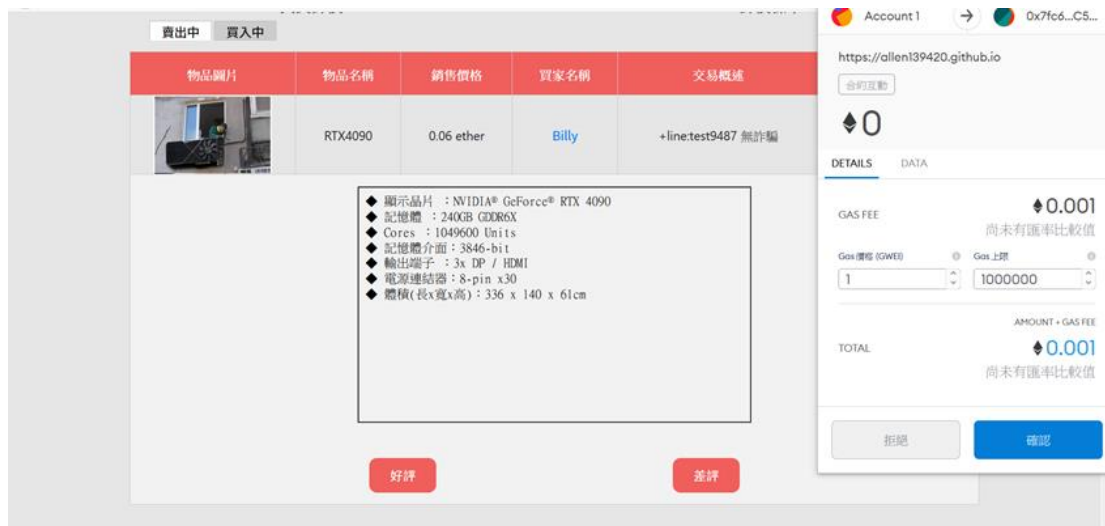 賣出中 買入中
物品圖片 物品名稱 銷售價格 買家名稱 交易概述
RTX4090 0.06 ether Billy +line:test9487 無詐騙
◆ 顯示晶片 ：NVIDIA® GeForce® RTX 4090
◆ 記憶體 ：240GB GDDR6X
◆ Cores ：1049600 Units
◆ 記憶體介面：3846-bit
◆ 輸出端子 ：3x DP / HDMI
◆ 電源連結器：8-pin x30
◆ 體積(長x寬x高)：336 x 140 x 61cm
好評 差評
Account 1 → 0x7fc6...C5...
https://allen139420.github.io
合約互動
0
DETAILS DATA
GAS FEE 0.001
尚未有匯率比較值
Gas 價格 (GWEI) Gas 上限
1 1000000
AMOUNT + GAS FEE
TOTAL 0.001
尚未有匯率比較值
拒絕 確認